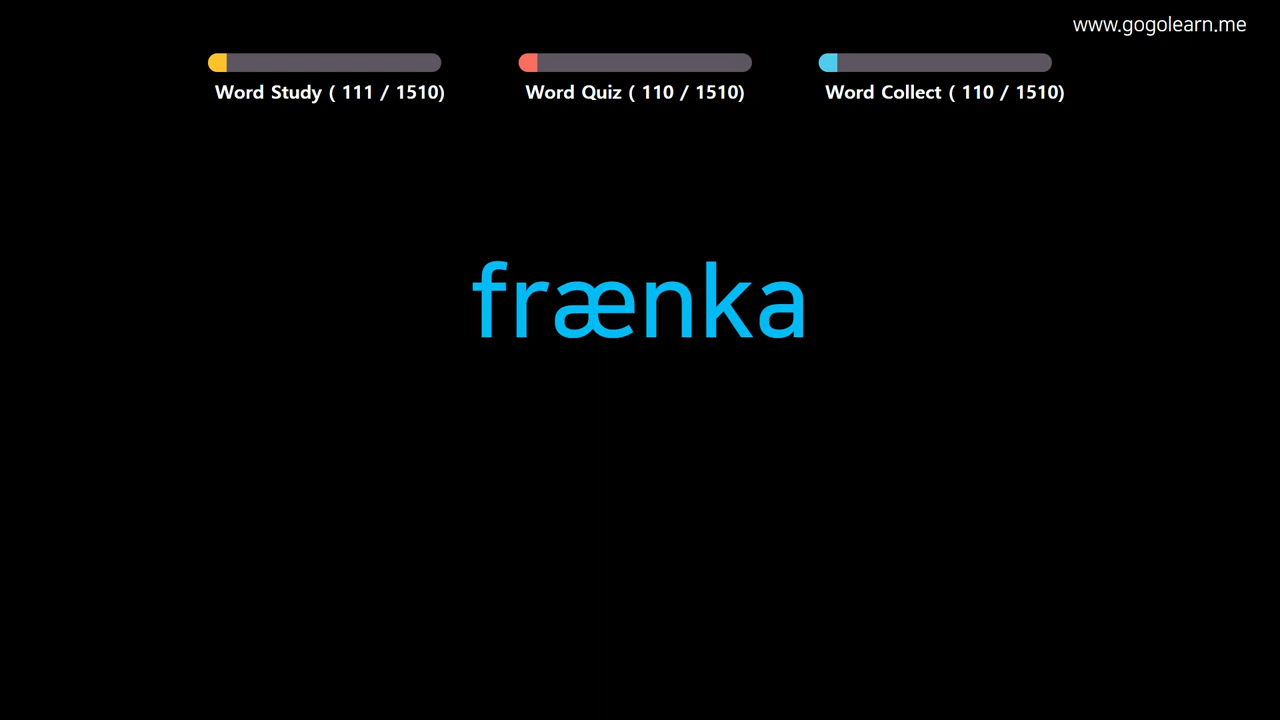 www.gogolearn.me
Word Study ( 111 / 1510)
Word Quiz ( 110 / 1510)
Word Collect ( 110 / 1510)
frænka